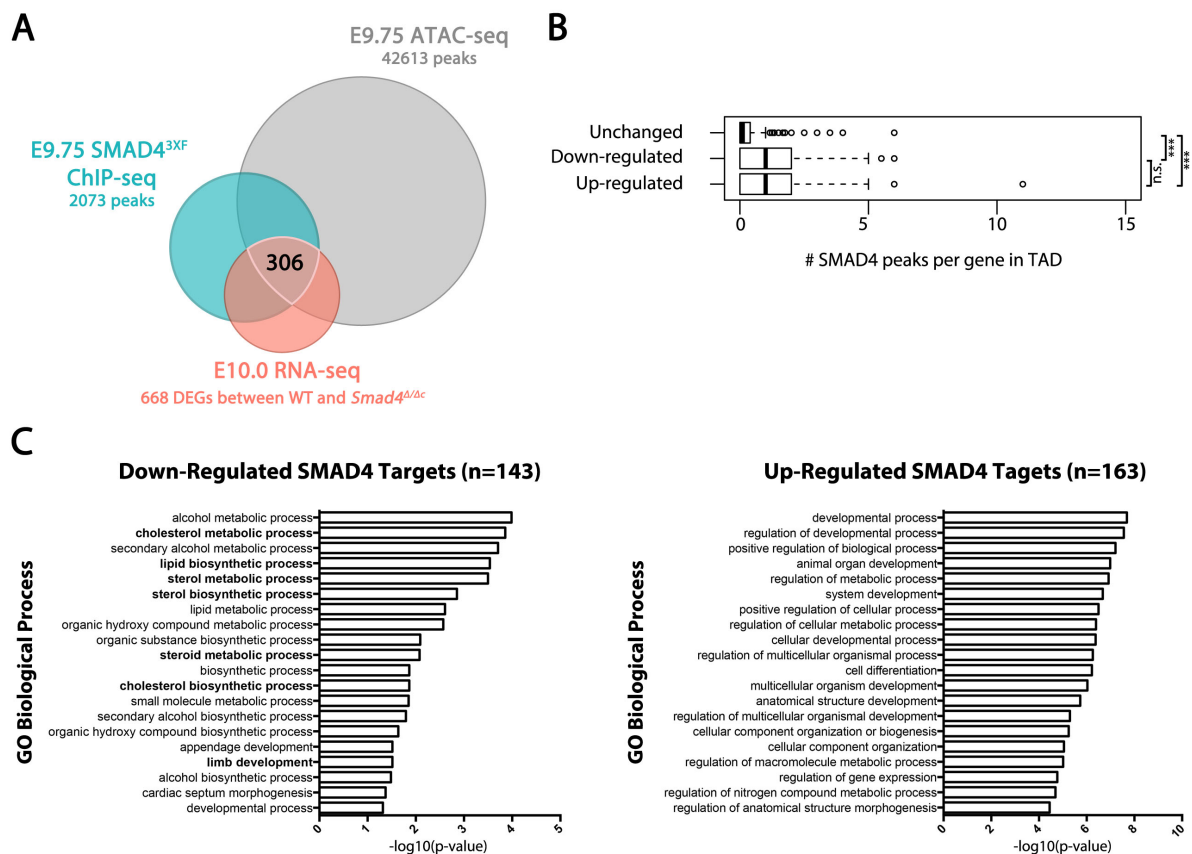 A
E9.75 ATAC-seq
42613 peaks
E9.75 SMAD43XF
ChIP-seq
2073 peaks
306
E10.0 RNA-seq
668 DEGs between WT and Smad4Δ/Δc
B
Unchanged
Down-regulated
Up-regulated
n.s.
***
***
0 5 10 15
# SMAD4 peaks per gene in TAD
C
Down-Regulated SMAD4 Targets (n=143)
GO Biological Process
alcohol metabolic process
cholesterol metabolic process
secondary alcohol metabolic process
lipid biosynthetic process
sterol metabolic process
sterol biosynthetic process
lipid metabolic process
organic hydroxy compound metabolic process
organic substance biosynthetic process
steroid metabolic process
biosynthetic process
cholesterol biosynthetic process
small molecule metabolic process
secondary alcohol biosynthetic process
organic hydroxy compound biosynthetic process
appendage development
limb development
alcohol biosynthetic process
cardiac septum morphogenesis
developmental process
0 1 2 3 4 5
-log10(p-value)
Up-Regulated SMAD4 Tagets (n=163)
GO Biological Process
developmental process
regulation of developmental process
positive regulation of biological process
animal organ development
regulation of metabolic process
system development
positive regulation of cellular process
regulation of cellular metabolic process
cellular developmental process
regulation of multicellular organismal process
cell differentiation
multicellular organism development
anatomical structure development
regulation of multicellular organismal development
cellular component organization or biogenesis
cellular component organization
regulation of macromolecule metabolic process
regulation of gene expression
regulation of nitrogen compound metabolic process
regulation of anatomical structure morphogenesis
0 2 4 6 8 10
-log10(p-value)